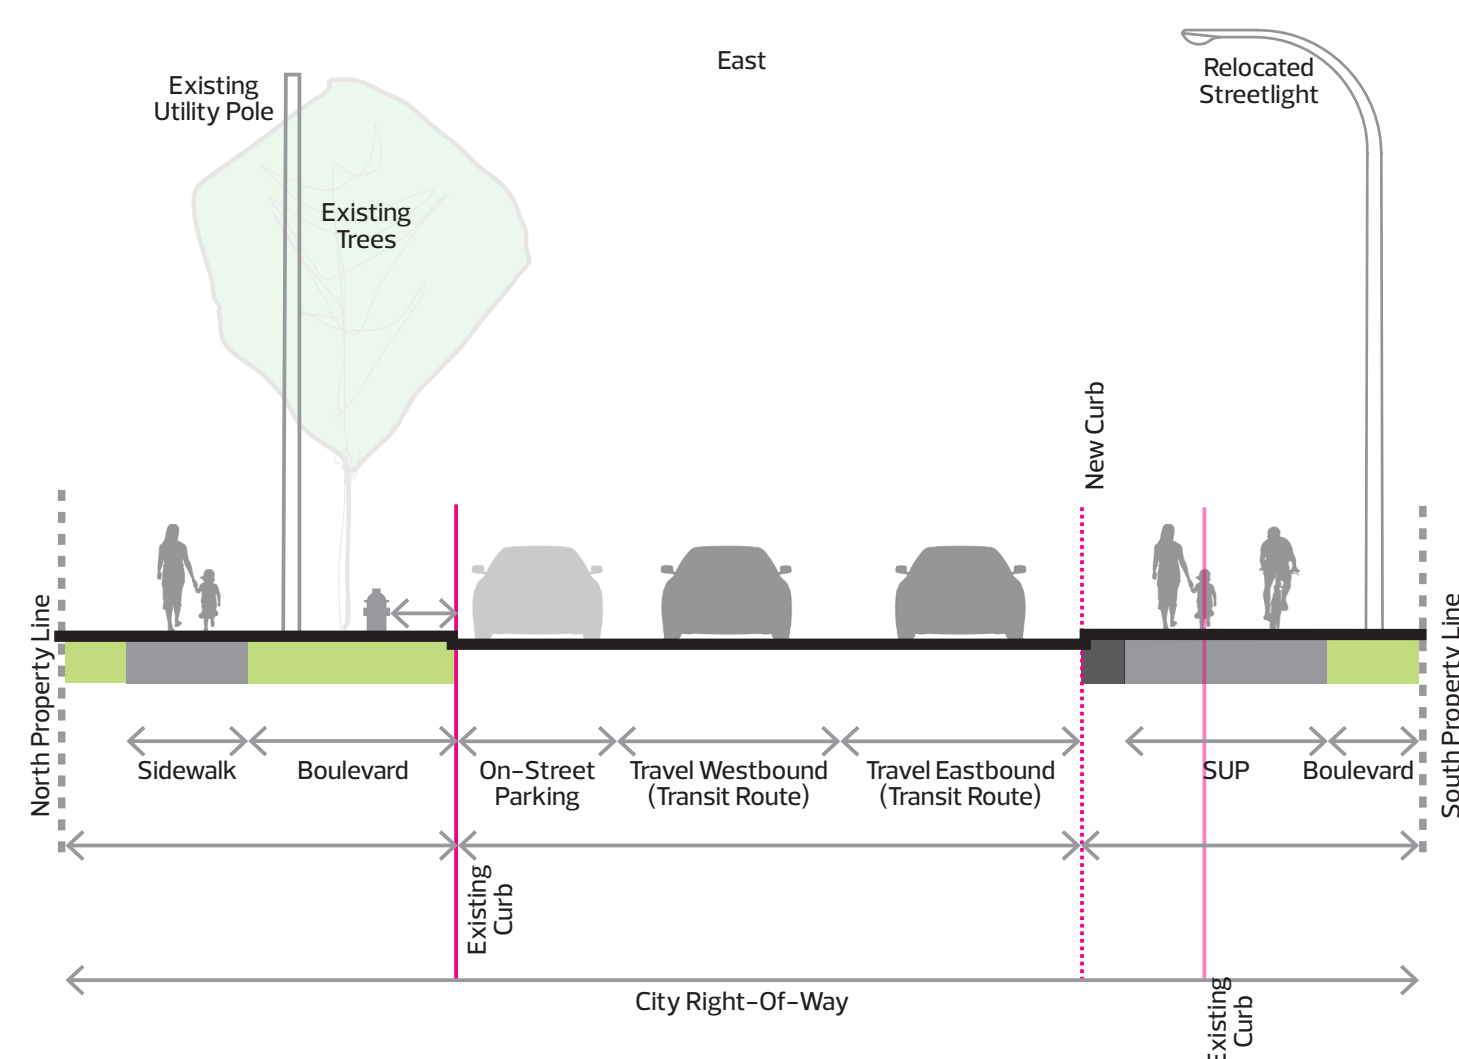 East
Existing
Utility Pole
Existing
Trees
Relocated
Streetlight
New Curb
North Property Line
South Property Line
Sidewalk
Boulevard
On-Street
Parking
Travel Westbound
(Transit Route)
Travel Eastbound
(Transit Route)
SUP
Boulevard
Existing
Curb
City Right-Of-Way
Existing
Curb